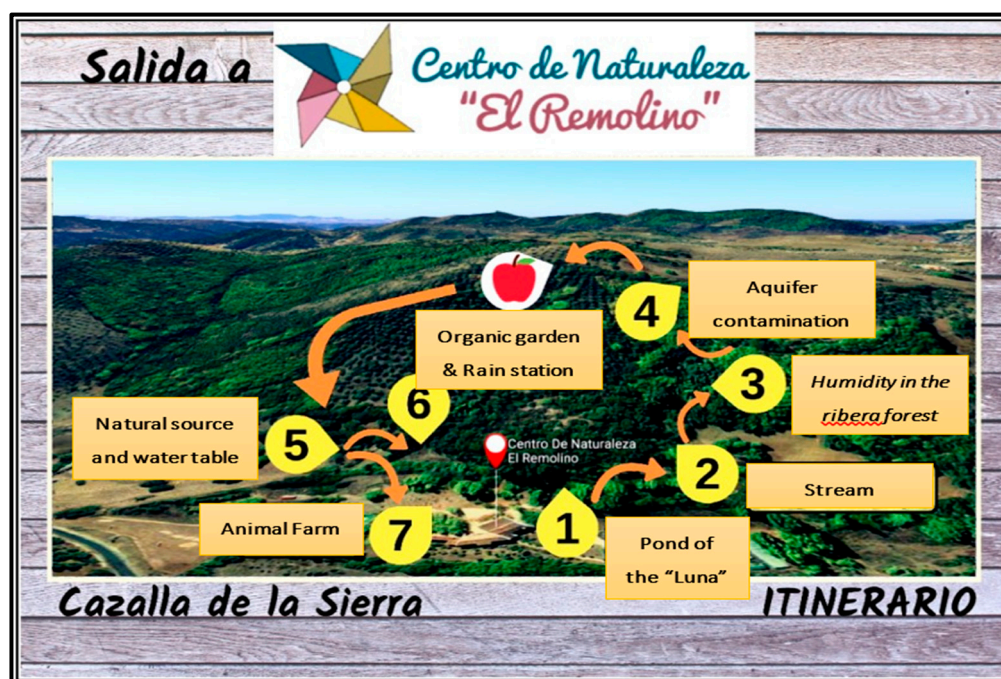 Salida a
Centro de Naturaleza
"El Remolino"
4
Aquifer
contamination
Organic garden
& Rain station
3
Humidity in the
ribera forest
6
Natural source
and water table
5
Centro De Naturaleza
El Remolino
2
Stream
Animal Farm
7
1
Pond of
the “Luna”
Cazalla de la Sierra
ITINERARIO